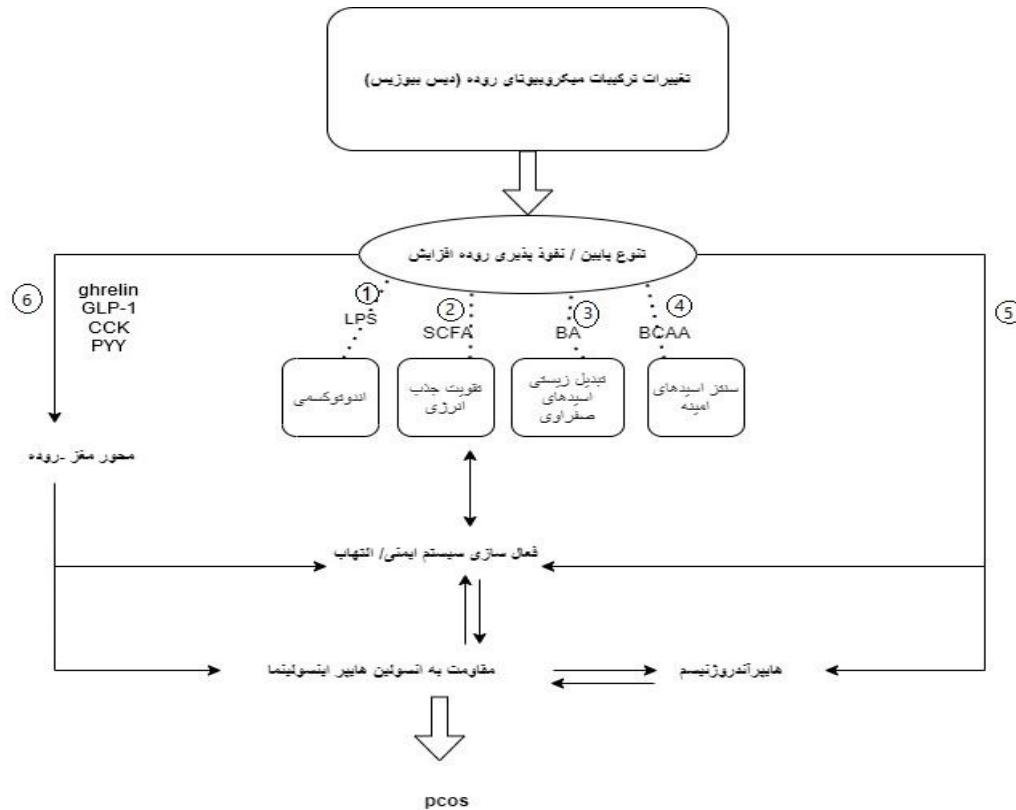 تغییرات ترکیبات میکروبیوتای روده (دیس بیوزیس)
تنوع پایین / نفوذ پذیری روده افزایش
6
ghrelin
GLP-1
CCK
PYY
1
LPS
2
SCFA
3
BA
4
BCAA
5
اندوتوکسمی
تقویت جذب
انرژی
تبدیل زیستی
اسیدهای
صفراوی
سنتز اسیدهای
امینه
محور مغز -روده
فعال سازی سیستم ایمنی/ التهاب
مقاومت به انسولین هایپر اینسولینما
هایپرآندروژنیسم
pcos